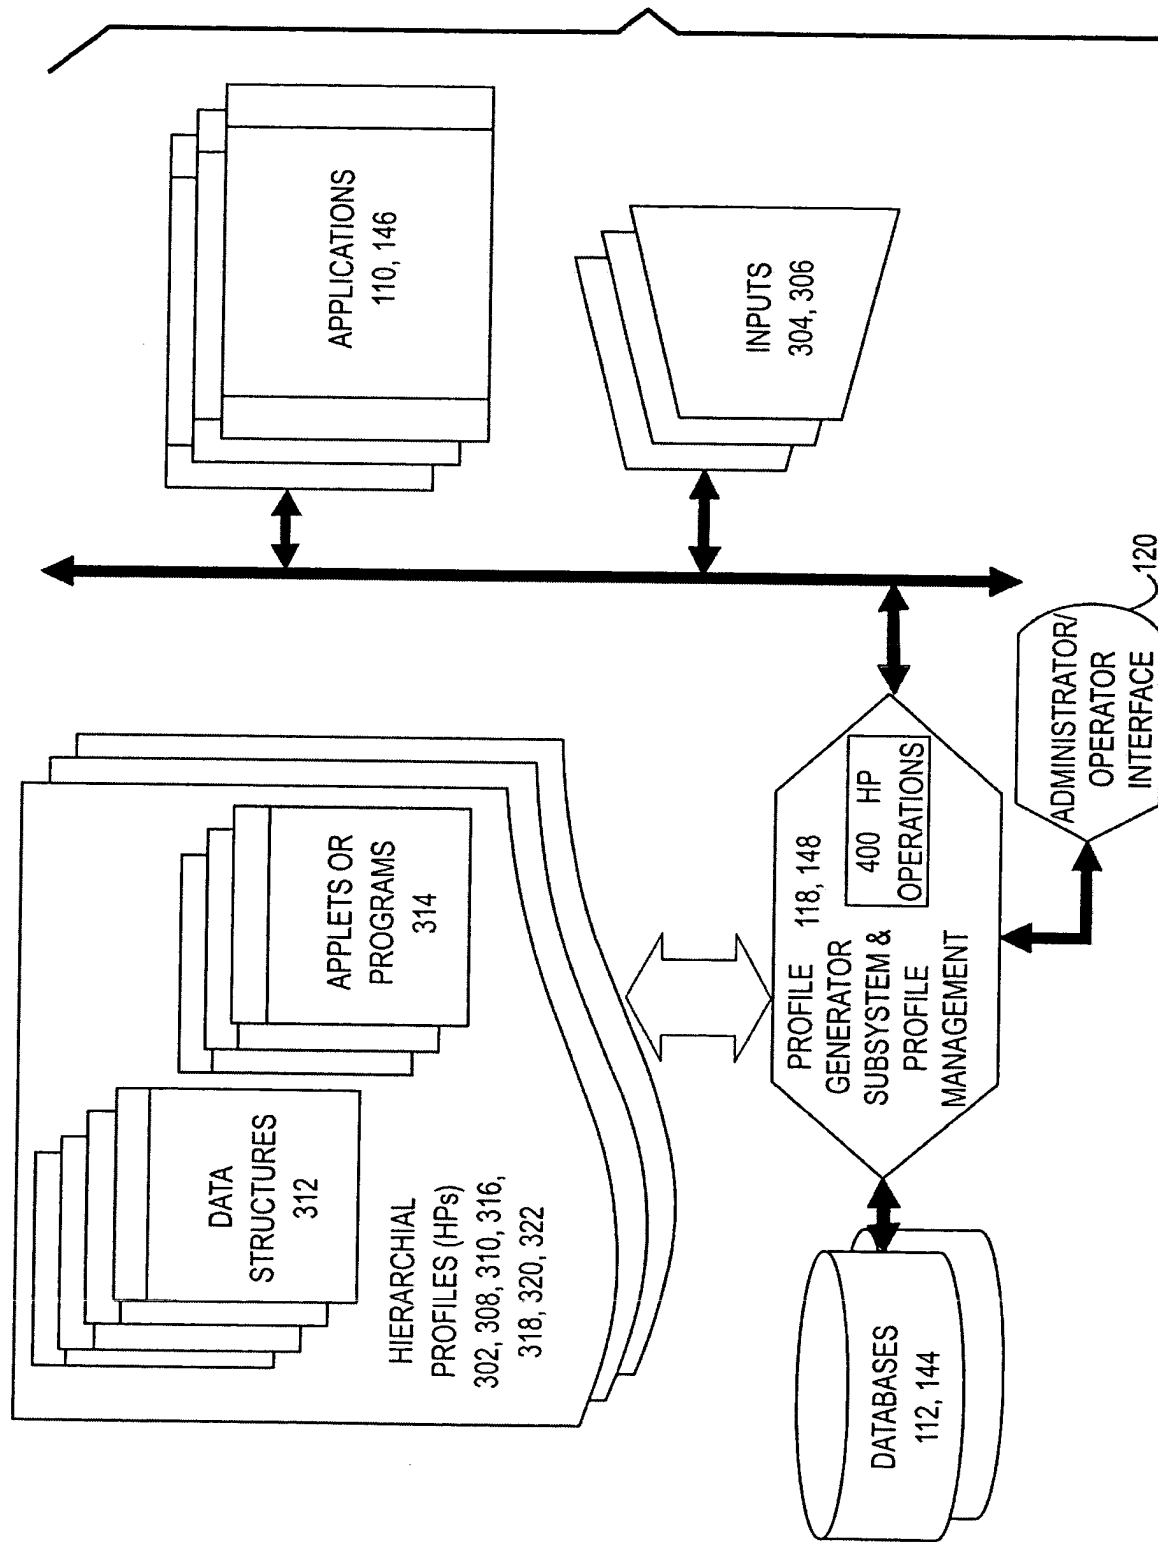 APPLICATIONS
110, 146
INPUTS
304, 306
APPLETS OR
PROGRAMS
314
DATA
STRUCTURES
312
HIERARCHIAL
PROFILES (HPs)
302, 308, 310, 316,
318, 320, 322
PROFILE 118, 148
GENERATOR
SUBSYSTEM &
PROFILE
MANAGEMENT
400 HP
OPERATIONS
ADMINISTRATOR/
OPERATOR
INTERFACE
120
DATABASES
112, 144